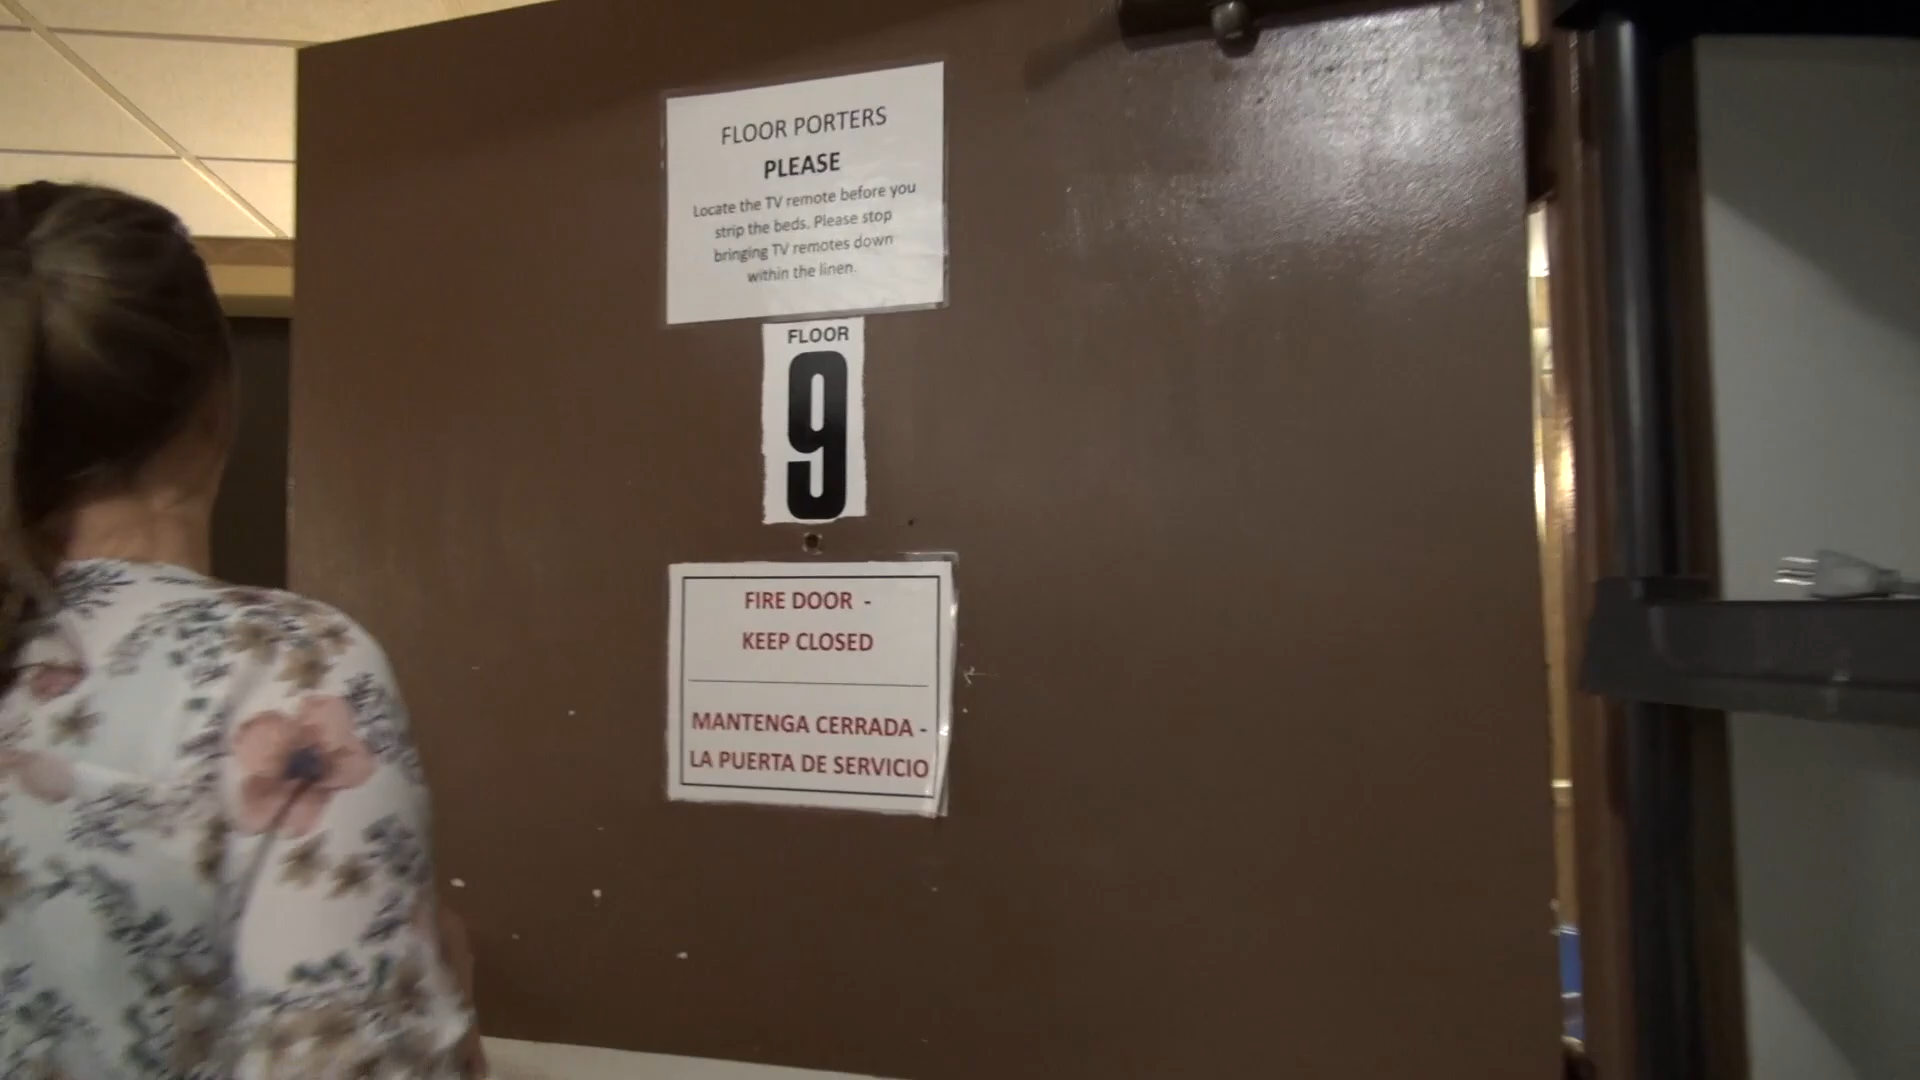 FLOOR PORTERS
PLEASE
Locate the TV remote before you
strip the beds. Please stop
bringing TV remotes down
within the linen.
FLOOR
9
FIRE DOOR -
KEEP CLOSED
MANTENGA CERRADA -
LA PUERTA DE SERVICIO